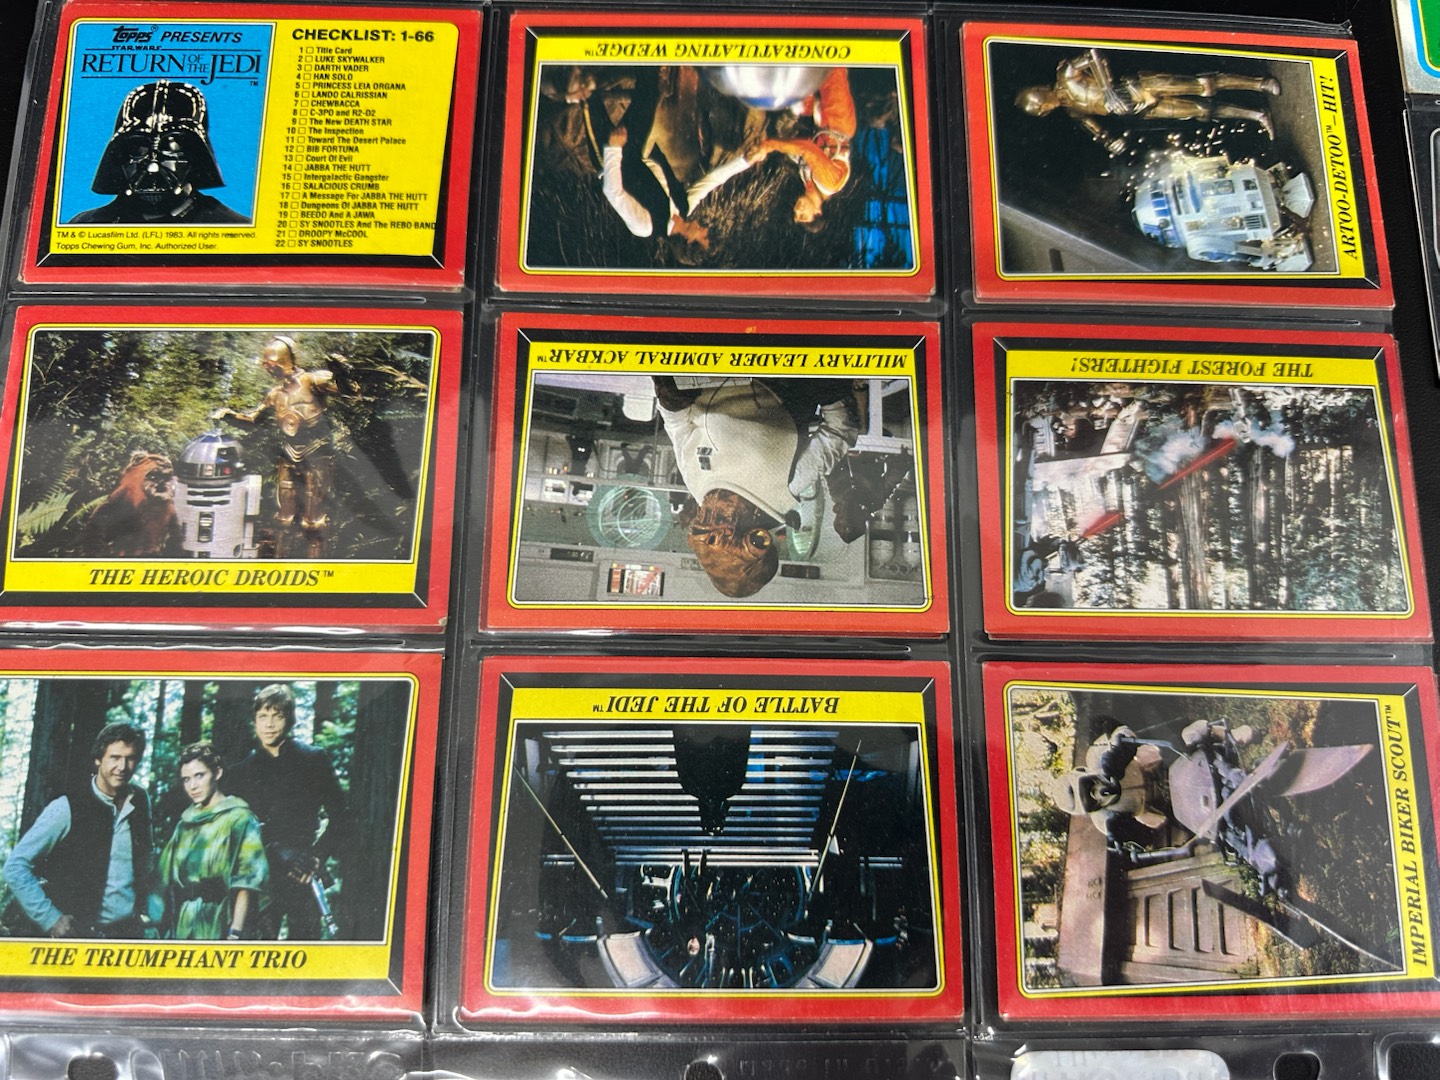 Topps PRESENTS
STAR WARS
RETURN OF THE JEDI™
TM & © Lucasfilm Ltd. (LFL) 1983. All rights reserved.
Topps Chewing Gum, Inc. Authorized User.
CHECKLIST: 1-66
1 □ Title Card
2 □ LUKE SKYWALKER
3 □ DARTH VADER
4 □ HAN SOLO
5 □ PRINCESS LEIA ORGANA
6 □ LANDO CALRISSIAN
7 □ CHEWBACCA
8 □ C-3PO and R2-D2
9 □ The New DEATH STAR
10 □ The Inspection
11 □ Toward The Desert Palace
12 □ BIB FORTUNA
13 □ Court Of Evil
14 □ JABBA THE HUTT
15 □ Intergalactic Gangster
16 □ SALACIOUS CRUMB
17 □ A Message For JABBA THE HUTT
18 □ Dungeons Of JABBA THE HUTT
19 □ BEEDO And A JAWA
20 □ SY SNOOTLES And The REBO BAND
21 □ DROOPY McCOOL
22 □ SY SNOOTLES
CONGRATULATING WEDGE™
ARTOO-DETOO™—HIT!
THE HEROIC DROIDS™
MILITARY LEADER ADMIRAL ACKBAR™
THE FOREST FIGHTERS!
THE TRIUMPHANT TRIO
BATTLE OF THE JEDI™
IMPERIAL BIKER SCOUT™